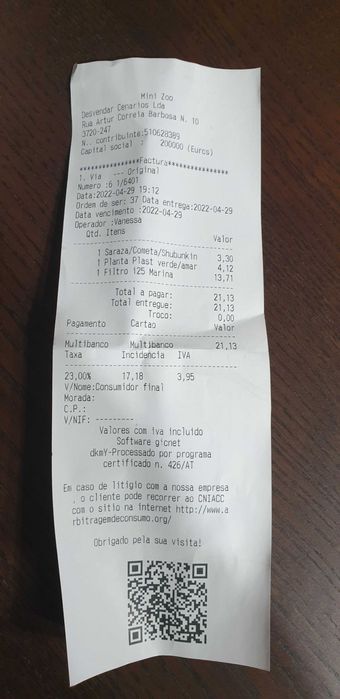 Mini Zoo
Desvendar Cenarios Lda
Rua Artur Correia Barbosa N. 10
3720-247
N.. contribuinte:510628389
Capital social : 200000 (Euros)
****************Factura****************
1. Via --- Original
Numero :6 1/6401
Data:2022-04-29 19:12
Ordem de ser: 37 Data entrega:2022-04-29
Data vencimento :2022-04-29
Operador :Vanessa
Qtd. Itens Valor
1 Saraza/Cometa/Shubunkin 3,30
1 Planta Plast verde/amar 4,12
1 Filtro 125 Marina 13,71
Total a pagar: 21,13
Total entregue: 21,13
Troco: 0,00
Pagamento Cartao Valor
Multibanco Multibanco 21,13
Taxa Incidencia IVA
23,00% 17,18 3,95
V/Nome:Consumidor final
Morada:
C.P.:
V/NIF: ---------
Valores com iva incluido
Software gicnet
dkmY-Processado por programa
certificado n. 426/AT
Em caso de litigio com a nossa empresa
, o cliente pode recorrer ao CNIACC
com o sitio na internet http://www.a
rbitragemdeconsumo.org/
Obrigado pela sua visita!